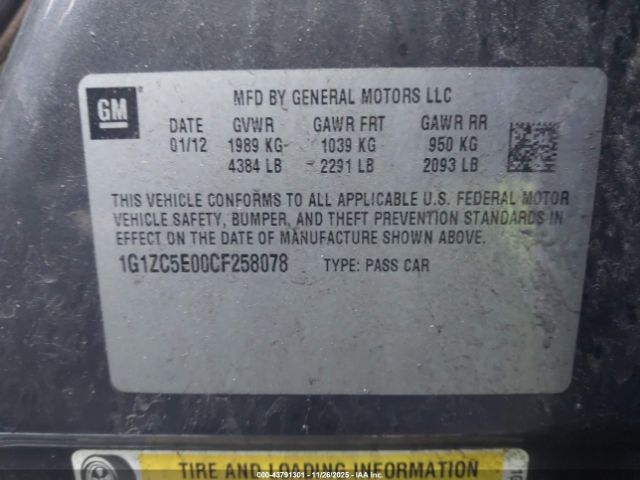 GM
MFD BY GENERAL MOTORS LLC
DATE GVWR GAWR FRT GAWR RR
01/12 1989 KG 1039 KG 950 KG
4384 LB 2291 LB 2093 LB
THIS VEHICLE CONFORMS TO ALL APPLICABLE U.S. FEDERAL MOTOR
VEHICLE SAFETY, BUMPER, AND THEFT PREVENTION STANDARDS IN
EFFECT ON THE DATE OF MANUFACTURE SHOWN ABOVE.
1G1ZC5E00CF258078 TYPE: PASS CAR
TIRE AND LOADING INFORMATION
000-43791301 - 11/26/2025 - IAAI.COM